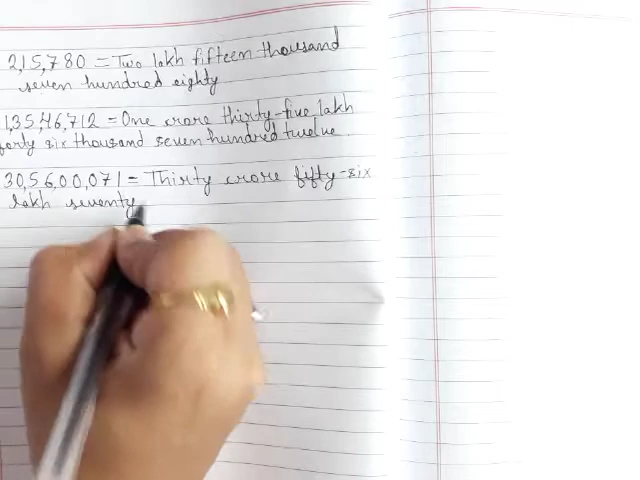 2,15,780 = Two lakh fifteen thousand
seven hundred eighty
1,35,46,712 = One crore thirty-five lakh
forty six thousand seven hundred twelve.
30,56,00,071 = Thirty crore fifty-six
lakh seventy